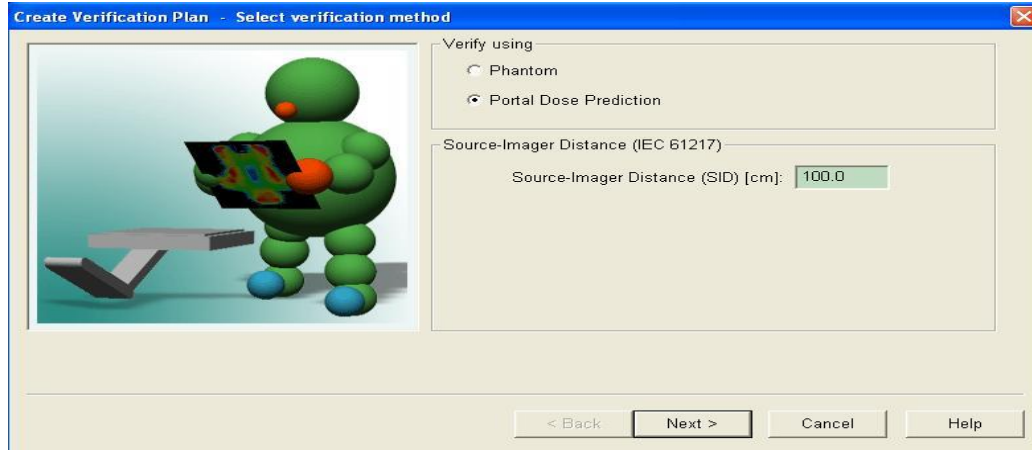 Create Verification Plan - Select verification method
Verify using
Phantom
Portal Dose Prediction
Source-Imager Distance (IEC 61217)
Source-Imager Distance (SID) [cm]: 100.0
< Back Next > Cancel Help